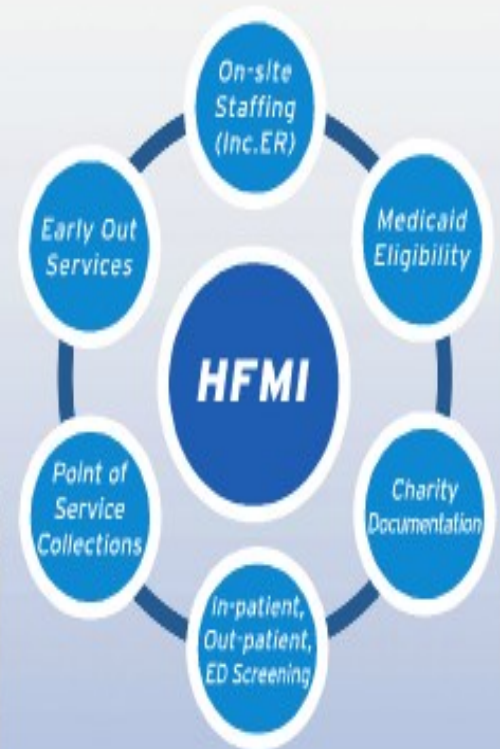 On-site
Staffing
(Inc.ER)
Medicaid
Eligibility
Charity
Documentation
In-patient,
Out-patient,
ED Screening
Point of
Service
Collections
Early Out
Services
HFMI